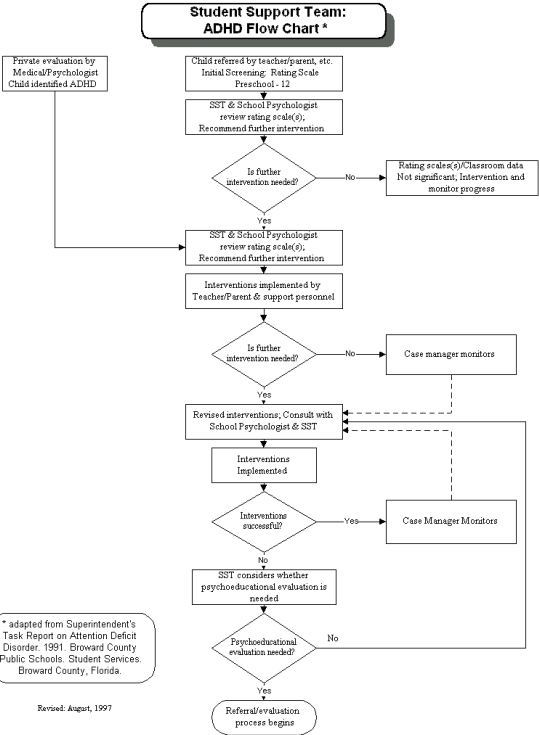 Student Support Team:
ADHD Flow Chart *
Private evaluation by
Medical/Psychologist
Child identified ADHD
Child referred by teacher/parent, etc.
Initial Screening: Rating Scale
Preschool - 12
SST & School Psychologist
review rating scale(s);
Recommend further intervention
Is further
intervention needed?
No
Rating scales(s)/Classroom data
Not significant; Intervention and
monitor progress
Yes
SST & School Psychologist
review rating scale(s);
Recommend further intervention
Interventions implemented by
Teacher/Parent & support personnel
Is further
intervention needed?
No
Case manager monitors
Yes
Revised interventions; Consult with
School Psychologist & SST
Interventions
Implemented
Interventions
successful?
Yes
Case Manager Monitors
No
SST considers whether
psychoeducational evaluation is
needed
Psychoeducational
evaluation needed?
No
Yes
Referral/evaluation
process begins
* adapted from Superintendent's
Task Report on Attention Deficit
Disorder. 1991. Broward County
Public Schools. Student Services.
Broward County, Florida.
Revised: August, 1997